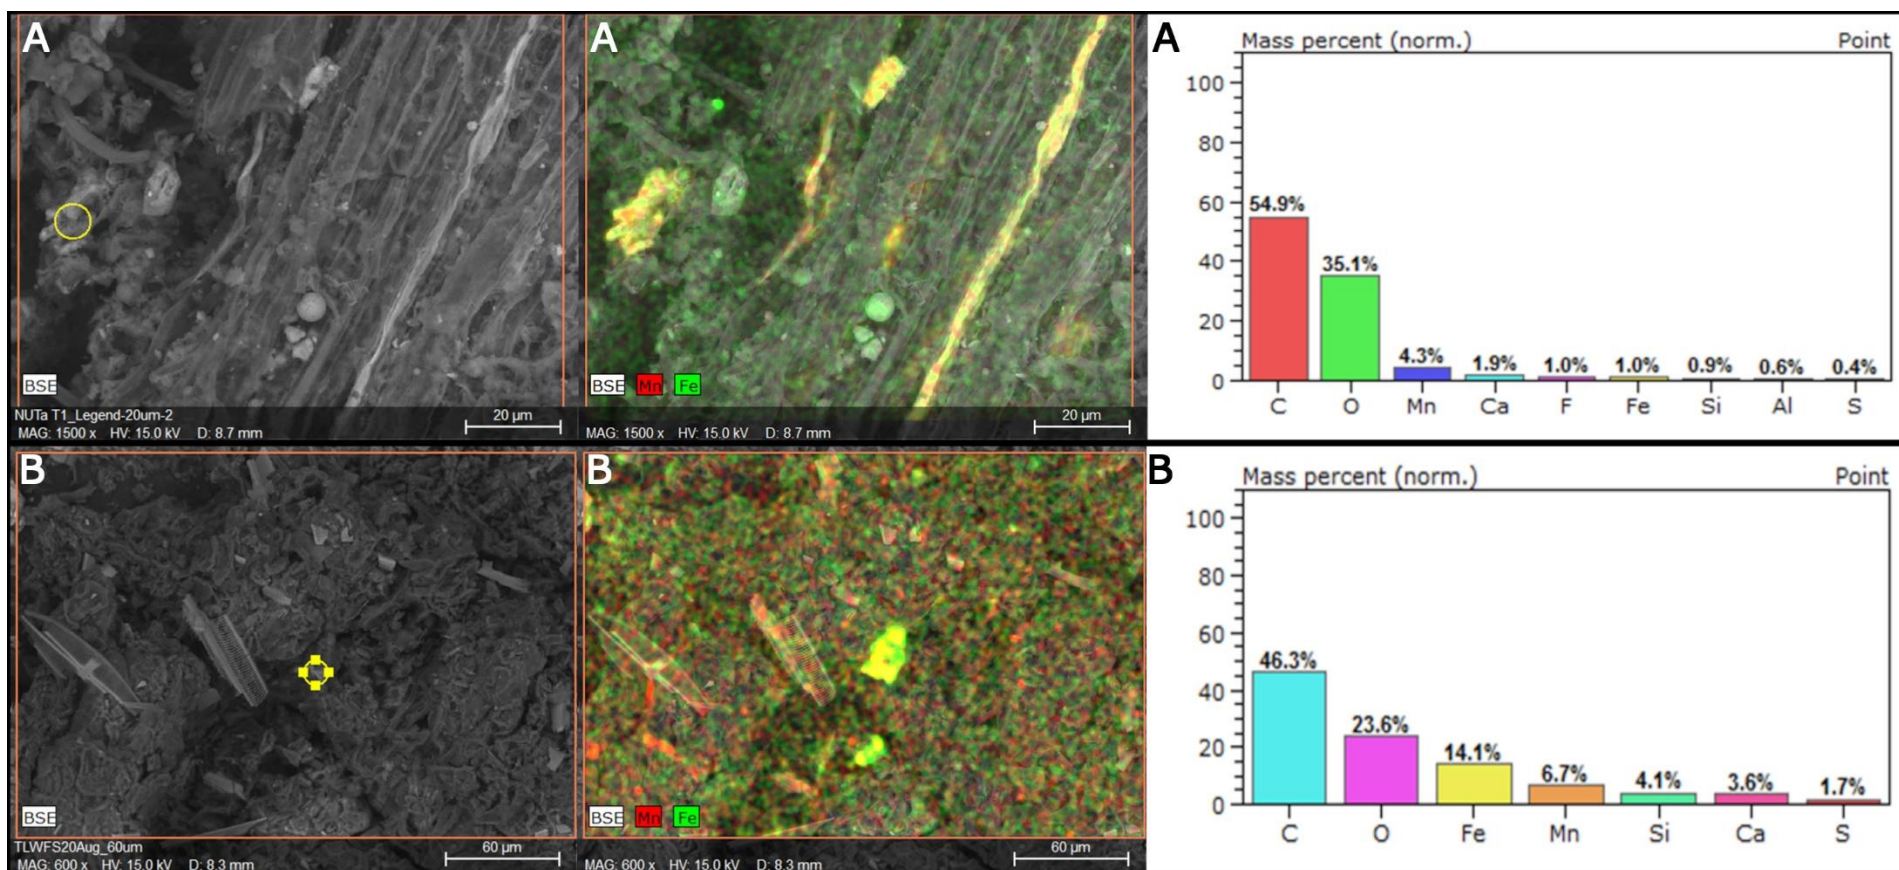 A
BSE
NUTa T1_Legend-20um-2
MAG: 1500 x HV: 15.0 kV D: 8.7 mm
20 µm
A
BSE Mn Fe
MAG: 1500 x HV: 15.0 kV D: 8.7 mm
20 µm
A
Mass percent (norm.) Point
100
80
60
40
20
0
54.9%
35.1%
4.3%
1.9%
1.0%
1.0%
0.9%
0.6%
0.4%
C O Mn Ca F Fe Si Al S
B
BSE
TLWFS20Aug_60um
MAG: 600 x HV: 15.0 kV D: 8.3 mm
60 µm
B
BSE Mn Fe
MAG: 600 x HV: 15.0 kV D: 8.3 mm
60 µm
B
Mass percent (norm.) Point
100
80
60
40
20
0
46.3%
23.6%
14.1%
6.7%
4.1%
3.6%
1.7%
C O Fe Mn Si Ca S